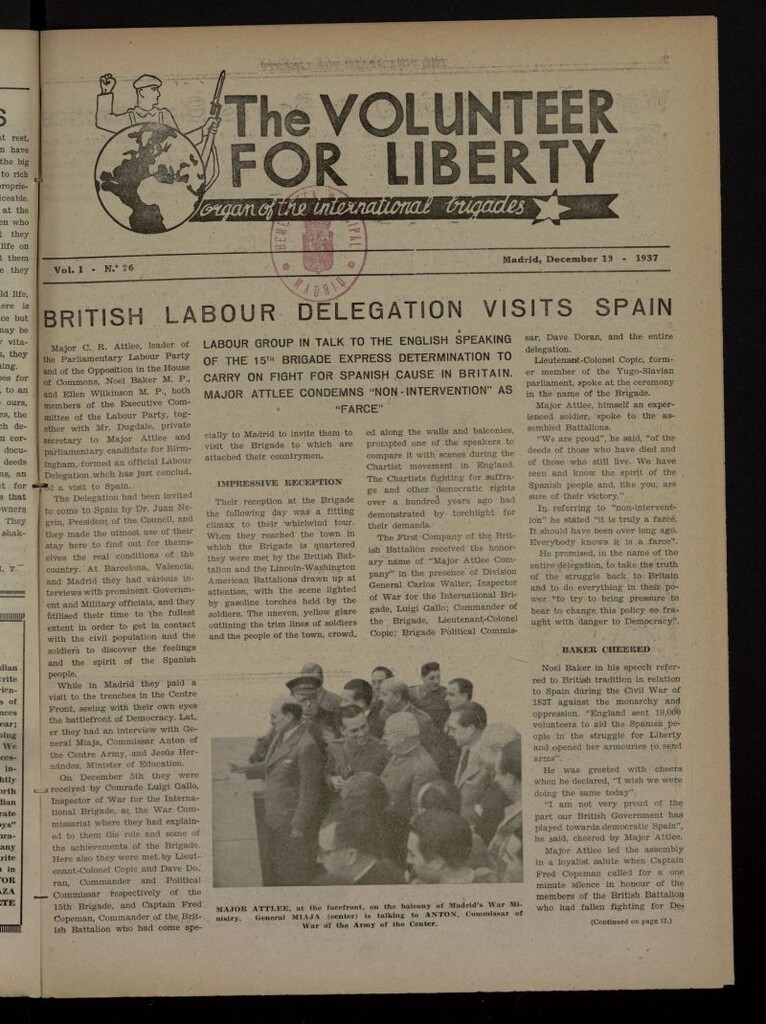 The VOLUNTEER
FOR LIBERTY
organ of the international brigades
HEMEROTECA MUNICIPAL
MADRID
Vol. I - N.° 26
Madrid, December 13 - 1937
BRITISH LABOUR DELEGATION VISITS SPAIN
Major C. R. Attlee, leader of
the Parliamentary Labour Party
and of the Opposition in the House
of Commons, Noel Baker M. P.,
and Ellen Wilkinson M. P., both
members of the Executive Com-
mittee of the Labour Party, tog-
ether with Mr. Dugdale, private
secretary to Major Attlee and
parliamentary candidate for Birm-
ingham, formed an official Labour
Delegation which has just conclud-
ed a visit to Spain.
The Delegation had been invited
to come to Spain by Dr. Juan Ne-
grín, President of the Council, and
they made the utmost use of their
stay here to find out for them-
selves the real conditions of the
country. At Barcelona, Valencia,
and Madrid they had various in-
terviews with prominent Governm-
ent and Military officials, and they
utilised their time to the fullest
extent in order to get in contact
with the civil population and the
soldiers to discover the feelings
and the spirit of the Spanish
people.
While in Madrid they paid a
visit to the trenches in the Centre
Front, seeing with their own eyes
the battlefront of Democracy. Lat-
er they had an interview with Ge-
neral Miaja, Commissar Anton of
the Centre Army, and Jesús Her-
nández, Minister of Education.
On December 5th they were
received by Comrade Luigi Gallo,
Inspector of War for the Interna-
tional Brigade, at the War Com-
missariat where they had explain-
ed to them the role and some of
the achievements of the Brigade.
Here also they were met by Lieut-
enant-Colonel Copic and Dave Do-
ran, Commander and Political
Commissar respectively of the
15th Brigade, and Captain Fred
Copeman, Commander of the Brit-
ish Battalion who had come spe-
LABOUR GROUP IN TALK TO THE ENGLISH SPEAKING
OF THE 15TH BRIGADE EXPRESS DETERMINATION TO
CARRY ON FIGHT FOR SPANISH CAUSE IN BRITAIN.
MAJOR ATTLEE CONDEMNS "NON-INTERVENTION" AS
"FARCE"
cially to Madrid to invite them to
visit the Brigade to which are
attached their countrymen.
IMPRESSIVE RECEPTION
Their reception at the Brigade
the following day was a fitting
climax to their whirlwind tour.
When they reached the town in
which the Brigade is quartered
they were met by the British Bat-
talion and the Lincoln-Washington
American Battalions drawn up at
attention, with the scene lighted
by gasoline torches held by the
soldiers. The uneven, yellow glare
outlining the trim lines of soldiers
and the people of the town, crowd-
ed along the walls and balconies,
prompted one of the speakers to
compare it with scenes during the
Chartist movement in England.
The Chartists fighting for suffra-
ge and other democratic rights
over a hundred years ago had
demonstrated by torchlight for
their demands.
The First Company of the Brit-
ish Battalion received the honor-
ary name of "Major Attlee Com-
pany" in the presence of Division
General Carlos Walter, Inspector
of War for the International Bri-
gade, Luigi Gallo; Commander of
the Brigade, Lieutenant-Colonel
Copic; Brigade Political Commis-
sar, Dave Doran, and the entire
delegation.
Lieutenant-Colonel Copic, form-
er member of the Yugo-Slavian
parliament, spoke at the ceremony
in the name of the Brigade.
Major Attlee, himself an exper-
ienced soldier, spoke to the as-
sembled Battalions.
"We are proud", he said, "of the
deeds of those who have died and
of those who still live. We have
seen and know the spirit of the
Spanish people and, like you, are
sure of their victory."
In referring to "non-interventi-
on" he stated "it is truly a farce.
It should have been over long ago.
Everybody knows it is a farce".
He promised, in the name of the
entire delegation, to take the truth
of the struggle back to Britain
and to do everything in their po-
wer "to try to bring pressure to
bear to change this policy so fra-
ught with danger to Democracy".
BAKER CHEERED
Noel Baker in his speech refer-
red to British tradition in relation
to Spain during the Civil War of
1837 against the monarchy and
oppression. "England sent 10,000
volunteers to aid the Spanish pe-
ople in the struggle for Liberty
and opened her armouries to send
arms".
He was greeted with cheers
when he declared, "I wish we were
doing the same today".
"I am not very proud of the
part our British Government has
played towards democratic Spain",
he said, cheered by Major Attlee.
Major Attlee led the assembly
in a loyalist salute when Captain
Fred Copeman called for a one
minute silence in honour of the
members of the British Battalion
who had fallen fighting for De-
(Continued on page 12.)
MAJOR ATTLEE, at the forefront, on the balcony of Madrid's War Mi-
nistry. General MIAJA (center) is talking to ANTON, Commissar of
War of the Army of the Center.